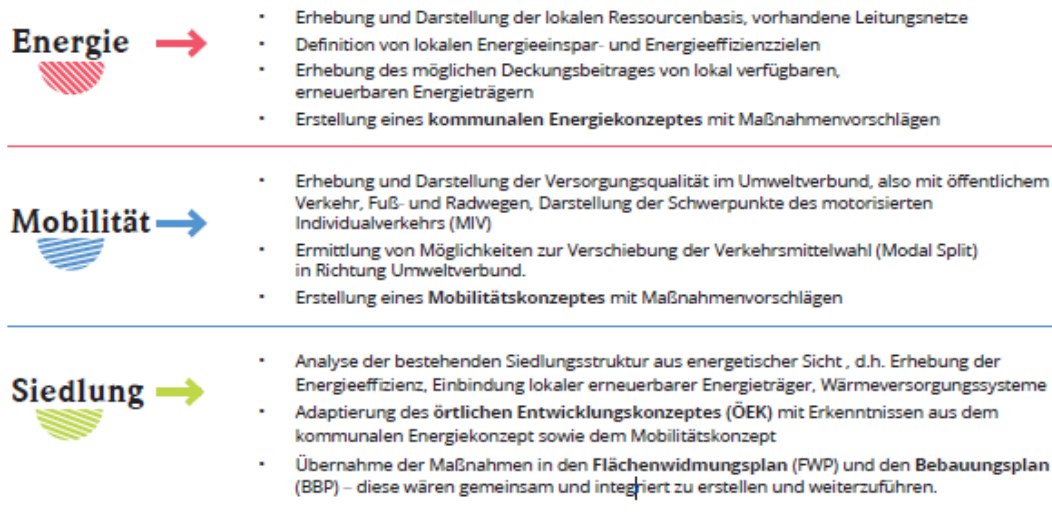 Energie
· Erhebung und Darstellung der lokalen Ressourcenbasis, vorhandene Leitungsnetze
· Definition von lokalen Energieeinspar- und Energieeffizienzzielen
· Erhebung des möglichen Deckungsbeitrages von lokal verfügbaren,
erneuerbaren Energieträgern
· Erstellung eines kommunalen Energiekonzeptes mit Maßnahmenvorschlägen
Mobilität
· Erhebung und Darstellung der Versorgungsqualität im Umweltverbund, also mit öffentlichem
Verkehr, Fuß- und Radwegen, Darstellung der Schwerpunkte des motorisierten
Individualverkehrs (MIV)
· Ermittlung von Möglichkeiten zur Verschiebung der Verkehrsmittelwahl (Modal Split)
in Richtung Umweltverbund.
· Erstellung eines Mobilitätskonzeptes mit Maßnahmenvorschlägen
Siedlung
· Analyse der bestehenden Siedlungsstruktur aus energetischer Sicht , d.h. Erhebung der
Energieeffizienz, Einbindung lokaler erneuerbarer Energieträger, Wärmeversorgungssysteme
· Adaptierung des örtlichen Entwicklungskonzeptes (ÖEK) mit Erkenntnissen aus dem
kommunalen Energiekonzept sowie dem Mobilitätskonzept
· Übernahme der Maßnahmen in den Flächenwidmungsplan (FWP) und den Bebauungsplan
(BBP) – diese wären gemeinsam und integriert zu erstellen und weiterzuführen.